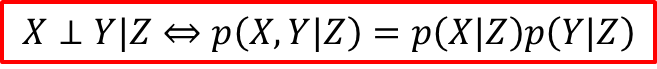 X ⊥ Y|Z ⇔ p(X, Y|Z) = p(X|Z)p(Y|Z)